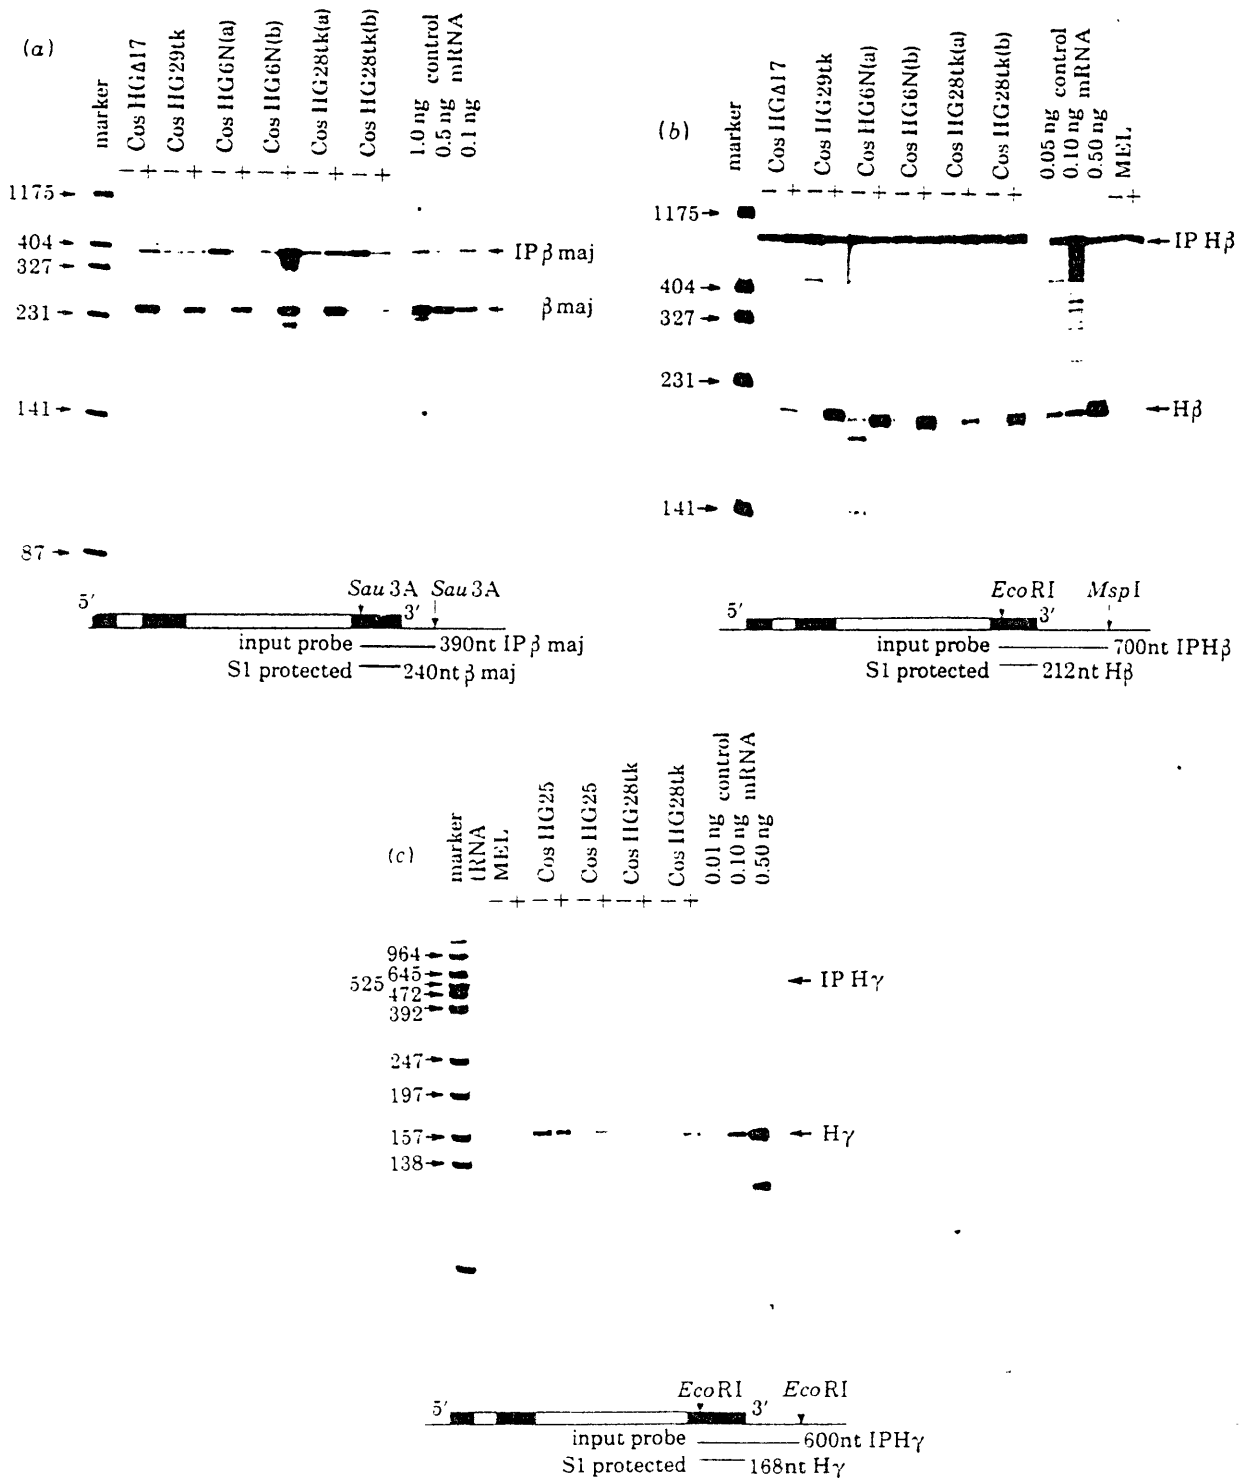 (a)
marker
Cos HGΔ17
Cos HG29tk
Cos HG6N(a)
Cos HG6N(b)
Cos HG28tk(a)
Cos HG28tk(b)
1.0 ng control
0.5 ng mRNA
0.1 ng
− + − + − + − + − + − +
1175
404
327
231
141
87
IP β maj
β maj
5′ Sau 3A Sau 3A
3′
input probe 390nt IP β maj
S1 protected 240nt β maj
(b)
marker
Cos HGΔ17
Cos HG29tk
Cos HG6N(a)
Cos HG6N(b)
Cos HG28tk(a)
Cos HG28tk(b)
0.05 ng control
0.10 ng mRNA
0.50 ng
MEL
− + − + − + − + − + − + − +
1175
404
327
231
141
IP Hβ
Hβ
5′ EcoRI 3′ MspI
input probe 700nt IPHβ
S1 protected 212nt Hβ
(c)
marker
tRNA
MEL
Cos HG25
Cos HG25
Cos HG28tk
Cos HG28tk
0.01 ng control
0.10 ng mRNA
0.50 ng
− + − + − + − + − +
964
645
525
472
392
247
197
157
138
IP Hγ
Hγ
5′ EcoRI 3′ EcoRI
input probe 600nt IPHγ
S1 protected 168nt Hγ